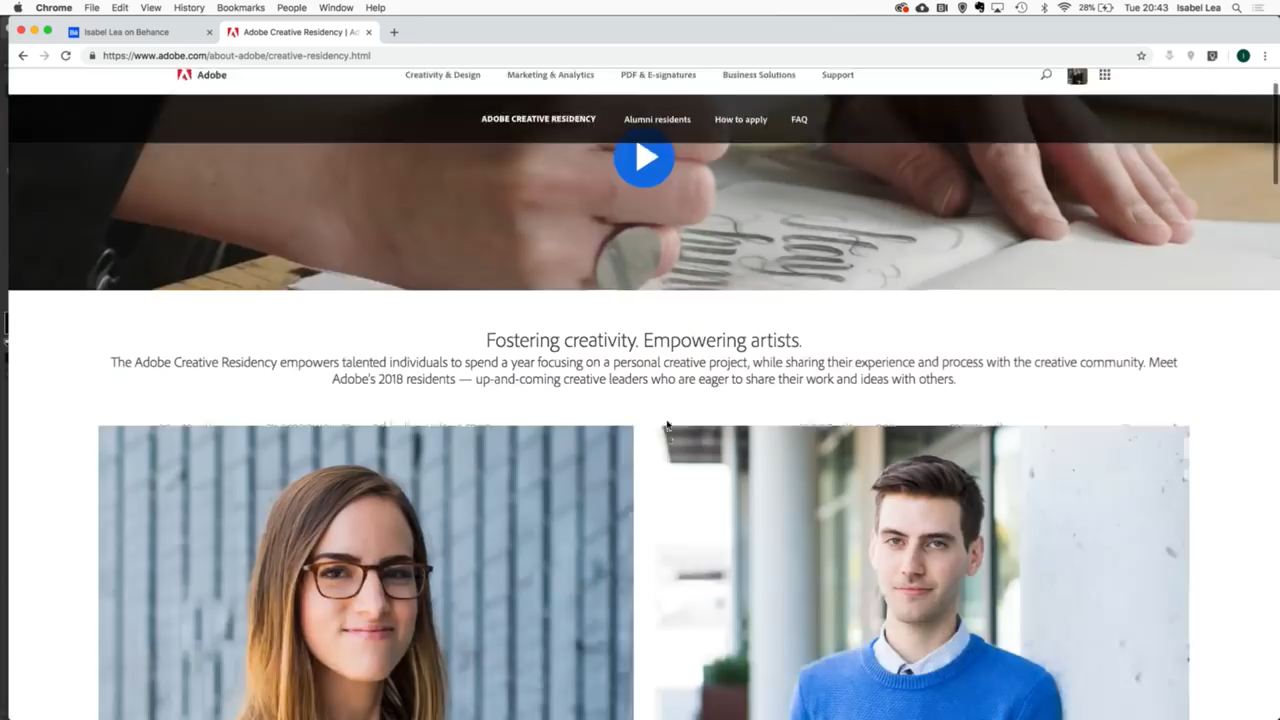 Chrome File Edit View History Bookmarks People Window Help 28% Tue 20:43 Isabel Lea
Bē Isabel Lea on Behance × Adobe Creative Residency | Ad ×
https://www.adobe.com/about-adobe/creative-residency.html
Adobe Creativity & Design Marketing & Analytics PDF & E-signatures Business Solutions Support
ADOBE CREATIVE RESIDENCY Alumni residents How to apply FAQ
Fostering creativity. Empowering artists.
The Adobe Creative Residency empowers talented individuals to spend a year focusing on a personal creative project, while sharing their experience and process with the creative community. Meet
Adobe's 2018 residents — up-and-coming creative leaders who are eager to share their work and ideas with others.